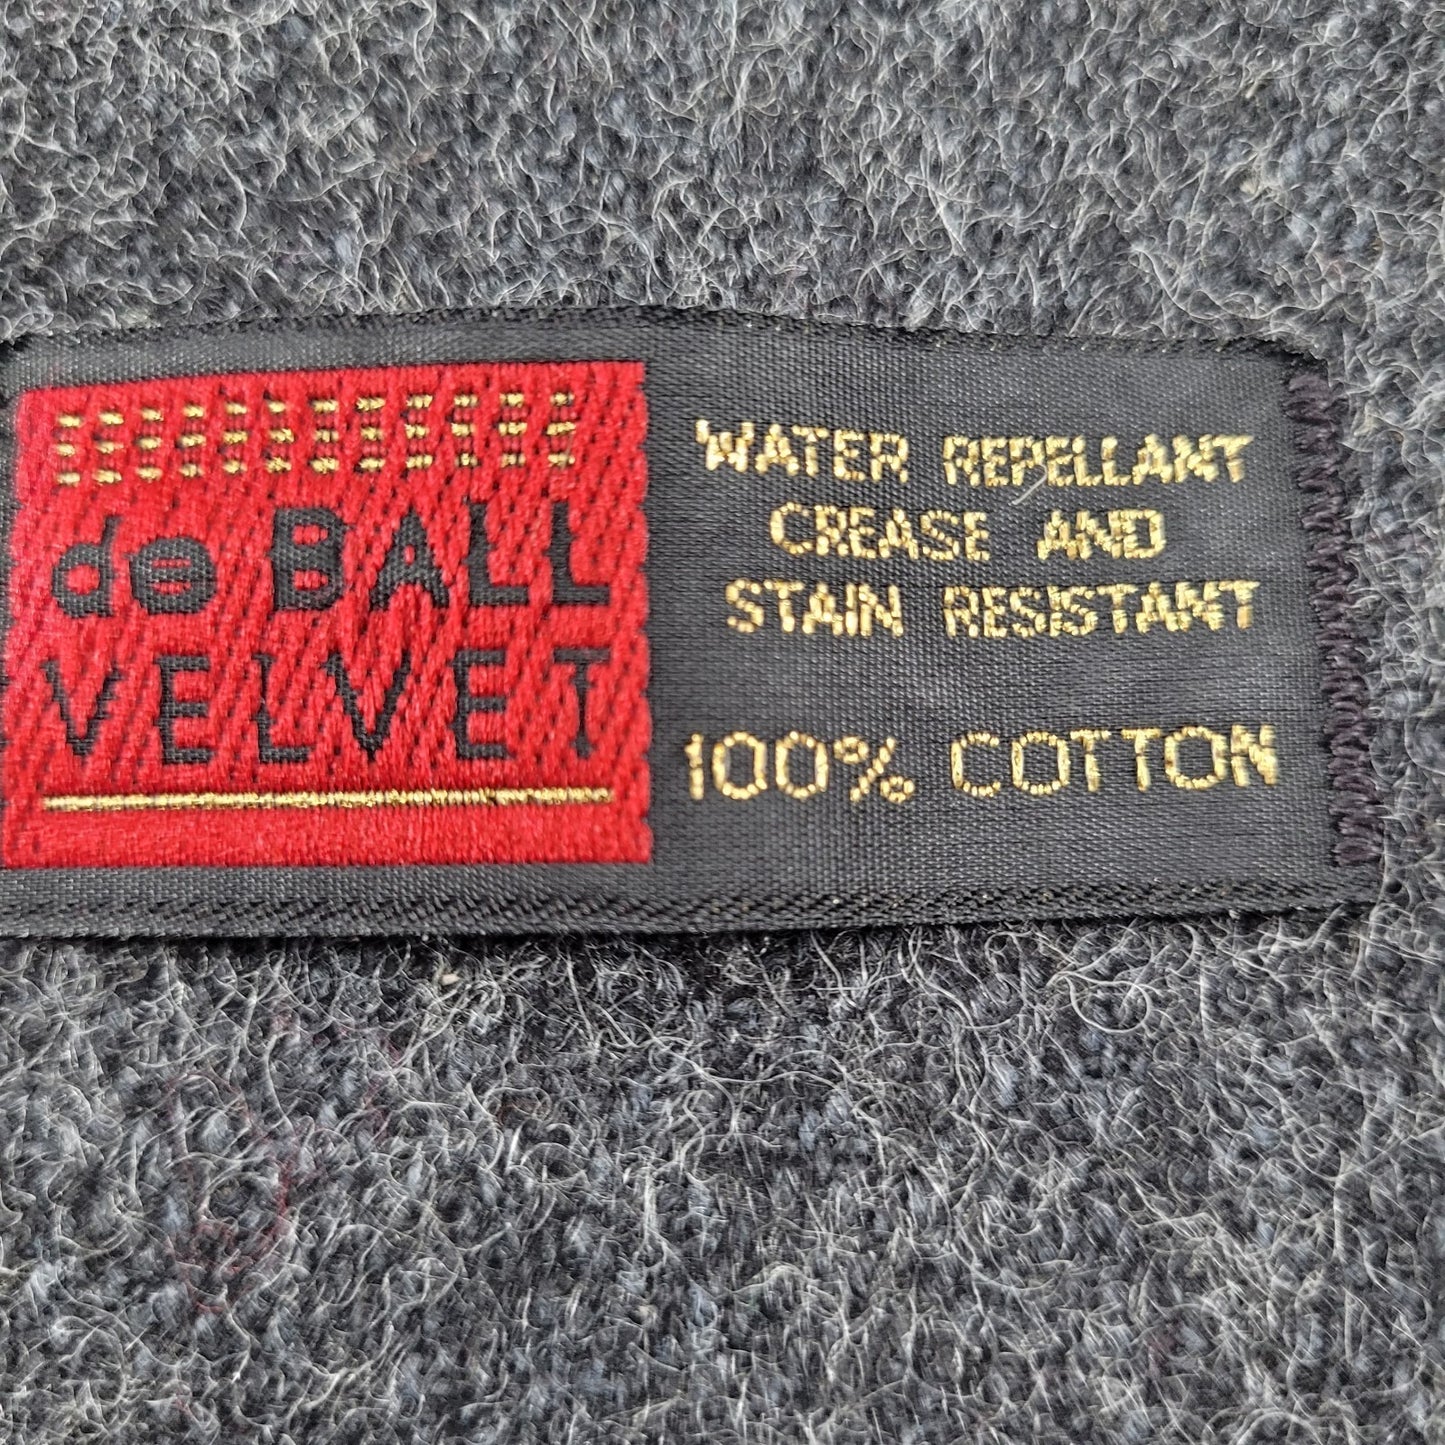 de BALL
VELVET
WATER REPELLANT
CREASE AND
STAIN RESISTANT
100% COTTON